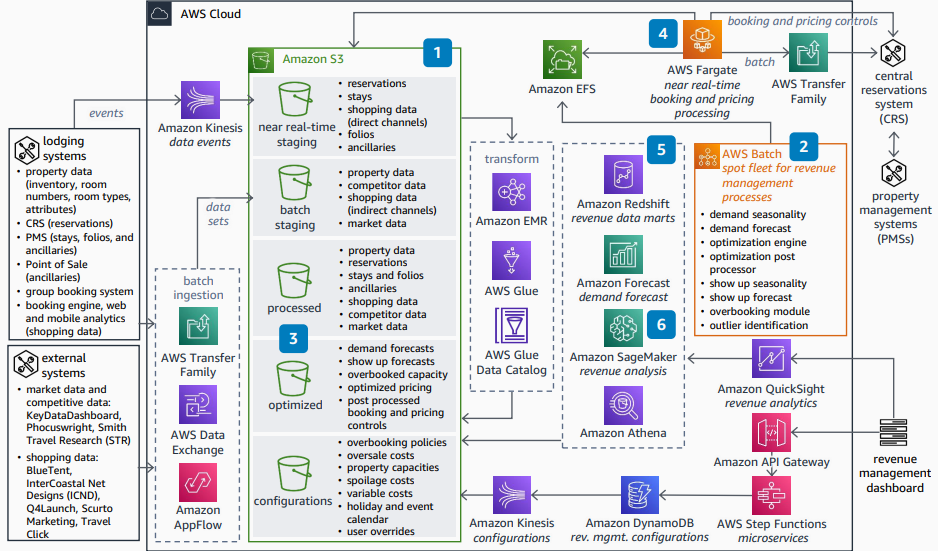 AWS Cloud
lodging
systems
• property data
(inventory, room
numbers, room types,
attributes)
• CRS (reservations)
• PMS (stays, folios, and
ancillaries)
• Point of Sale
(ancillaries)
• group booking system
• booking engine, web
and mobile analytics
(shopping data)
external
systems
• market data and
competitive data:
KeyDataDashboard,
Phocuswright, Smith
Travel Research (STR)
• shopping data:
BlueTent,
InterCoastal Net
Designs (ICND),
Q4Launch, Scurto
Marketing, Travel
Click
events
Amazon Kinesis
data events
data
sets
batch
ingestion
AWS Transfer
Family
AWS Data
Exchange
Amazon
AppFlow
Amazon S3
1
near real-time
staging
• reservations
• stays
• shopping data
(direct channels)
• folios
• ancillaries
batch
staging
• property data
• competitor data
• shopping data
(indirect channels)
• market data
processed
• property data
• reservations
• stays and folios
• ancillaries
• shopping data
• competitor data
• market data
3
optimized
• demand forecasts
• show up forecasts
• overbooked capacity
• optimized pricing
• post processed
booking and pricing
controls
configurations
• overbooking policies
• oversale costs
• property capacities
• spoilage costs
• variable costs
• holiday and event
calendar
• user overrides
transform
Amazon EMR
AWS Glue
AWS Glue
Data Catalog
Amazon EFS
4
AWS Fargate
near real-time
booking and pricing
processing
booking and pricing controls
batch
AWS Transfer
Family
central
reservations
system
(CRS)
property
management
systems
(PMSs)
5
Amazon Redshift
revenue data marts
Amazon Forecast
demand forecast
6
Amazon SageMaker
revenue analysis
Amazon Athena
AWS Batch
2
spot fleet for revenue
management
processes
• demand seasonality
• demand forecast
• optimization engine
• optimization post
processor
• show up seasonality
• show up forecast
• overbooking module
• outlier identification
Amazon QuickSight
revenue analytics
Amazon API Gateway
revenue
management
dashboard
Amazon Kinesis
configurations
Amazon DynamoDB
rev. mgmt. configurations
AWS Step Functions
microservices